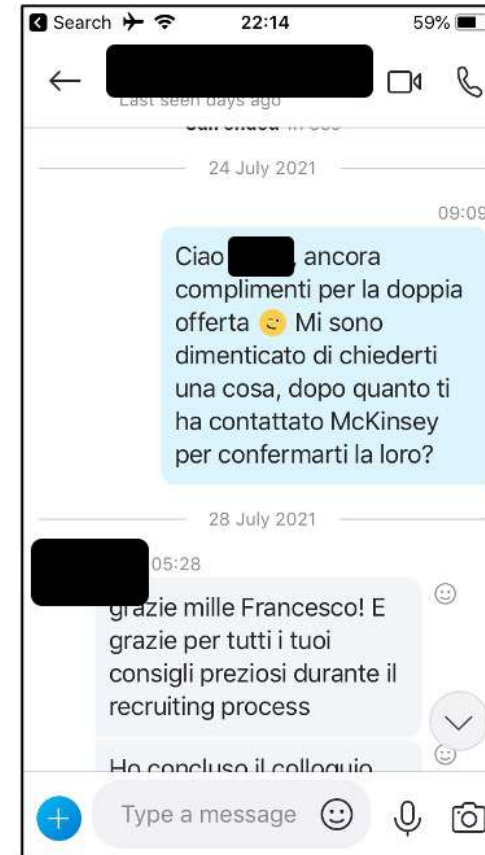 Search 22:14 59%
Last seen days ago
24 July 2021
09:09
Ciao , ancora
complimenti per la doppia
offerta 😉 Mi sono
dimenticato di chiederti
una cosa, dopo quanto ti
ha contattato McKinsey
per confermarti la loro?
28 July 2021
05:28
grazie mille Francesco! E
grazie per tutti i tuoi
consigli preziosi durante il
recruiting process
Ho concluso il colloquio
Type a message